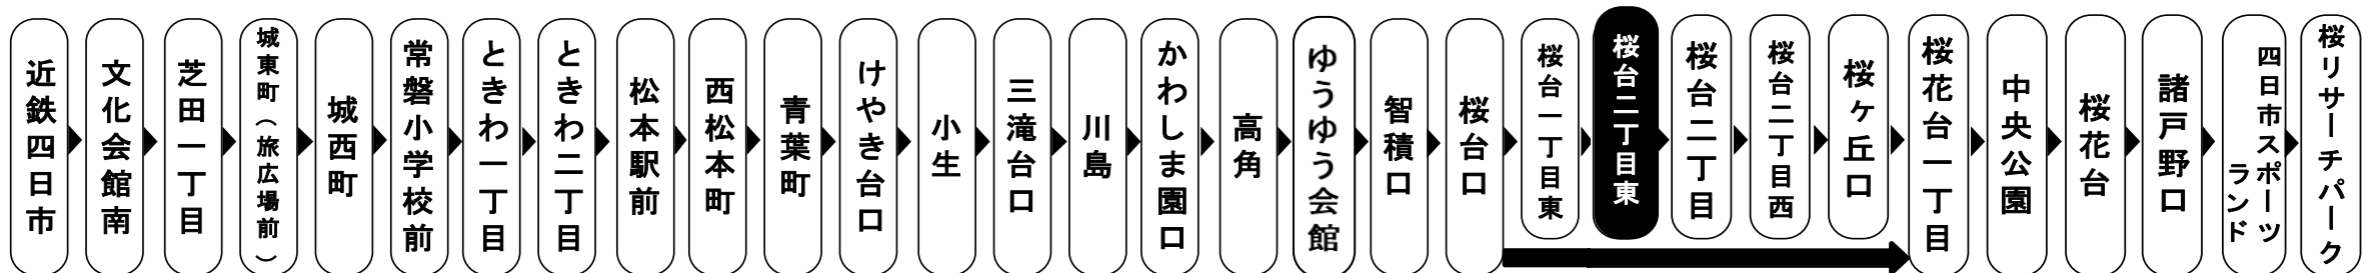 近鉄四日市
文化会館南
芝田一丁目
城東町（旅広場前）
城西町
常磐小学校前
ときわ一丁目
ときわ二丁目
松本駅前
西松本町
青葉町
けやき台口
小生
三滝台口
川島
かわしま園口
高角
ゆうゆう会館
智積口
桜台口
桜台一丁目東
桜台二丁目東
桜台二丁目
桜台二丁目西
桜ヶ丘口
桜花台一丁目
中央公園
桜花台
諸戸野口
四日市スポーツ
ランド
桜リサーチパーク